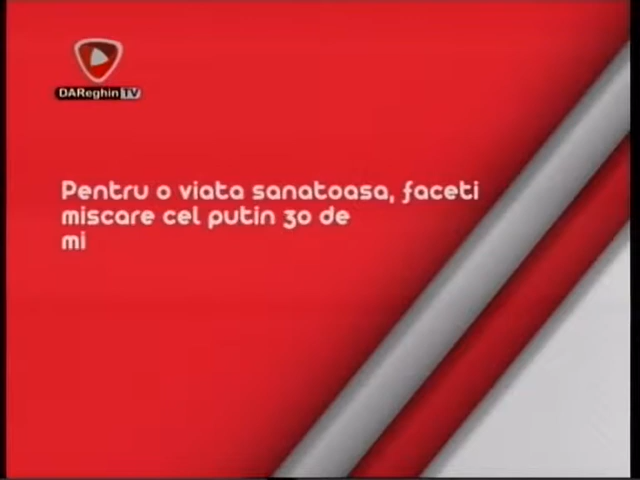 DAReghin TV
Pentru o viata sanatoasa, faceti
miscare cel putin 30 de
mi